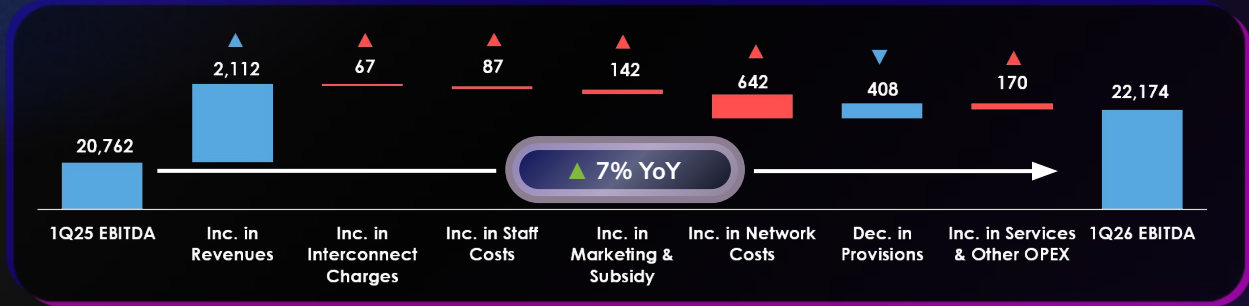 2,112
67
87
142
642
408
170
22,174
20,762
7% YoY
1Q25 EBITDA
Inc. in
Revenues
Inc. in
Interconnect
Charges
Inc. in Staff
Costs
Inc. in
Marketing &
Subsidy
Inc. in Network
Costs
Dec. in
Provisions
Inc. in Services
& Other OPEX
1Q26 EBITDA